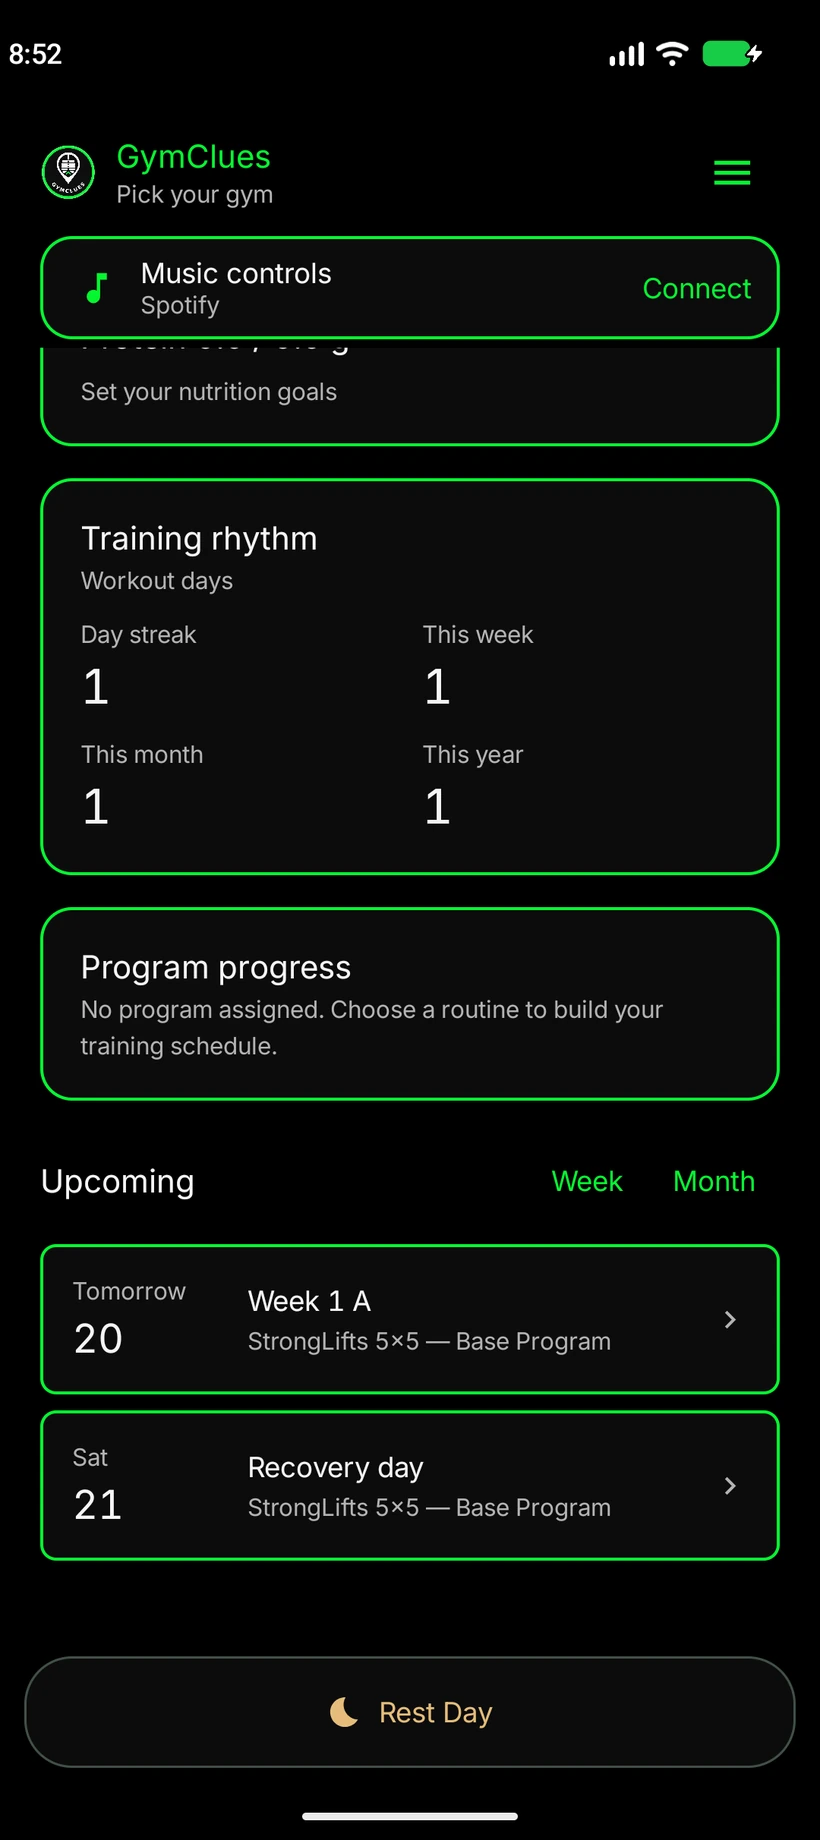 8:52
GymClues
Pick your gym
Music controls
Spotify
Connect
Set your nutrition goals
Training rhythm
Workout days
Day streak
This week
1
1
This month
This year
1
1
Program progress
No program assigned. Choose a routine to build your
training schedule.
Upcoming
Week
Month
Tomorrow
20
Week 1 A
StrongLifts 5×5 — Base Program
Sat
21
Recovery day
StrongLifts 5×5 — Base Program
Rest Day